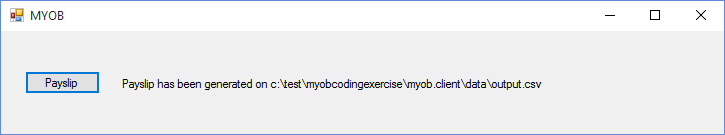 MYOB
Payslip
Payslip has been generated on c:\test\myobcodingexercise\myob.client\data\output.csv